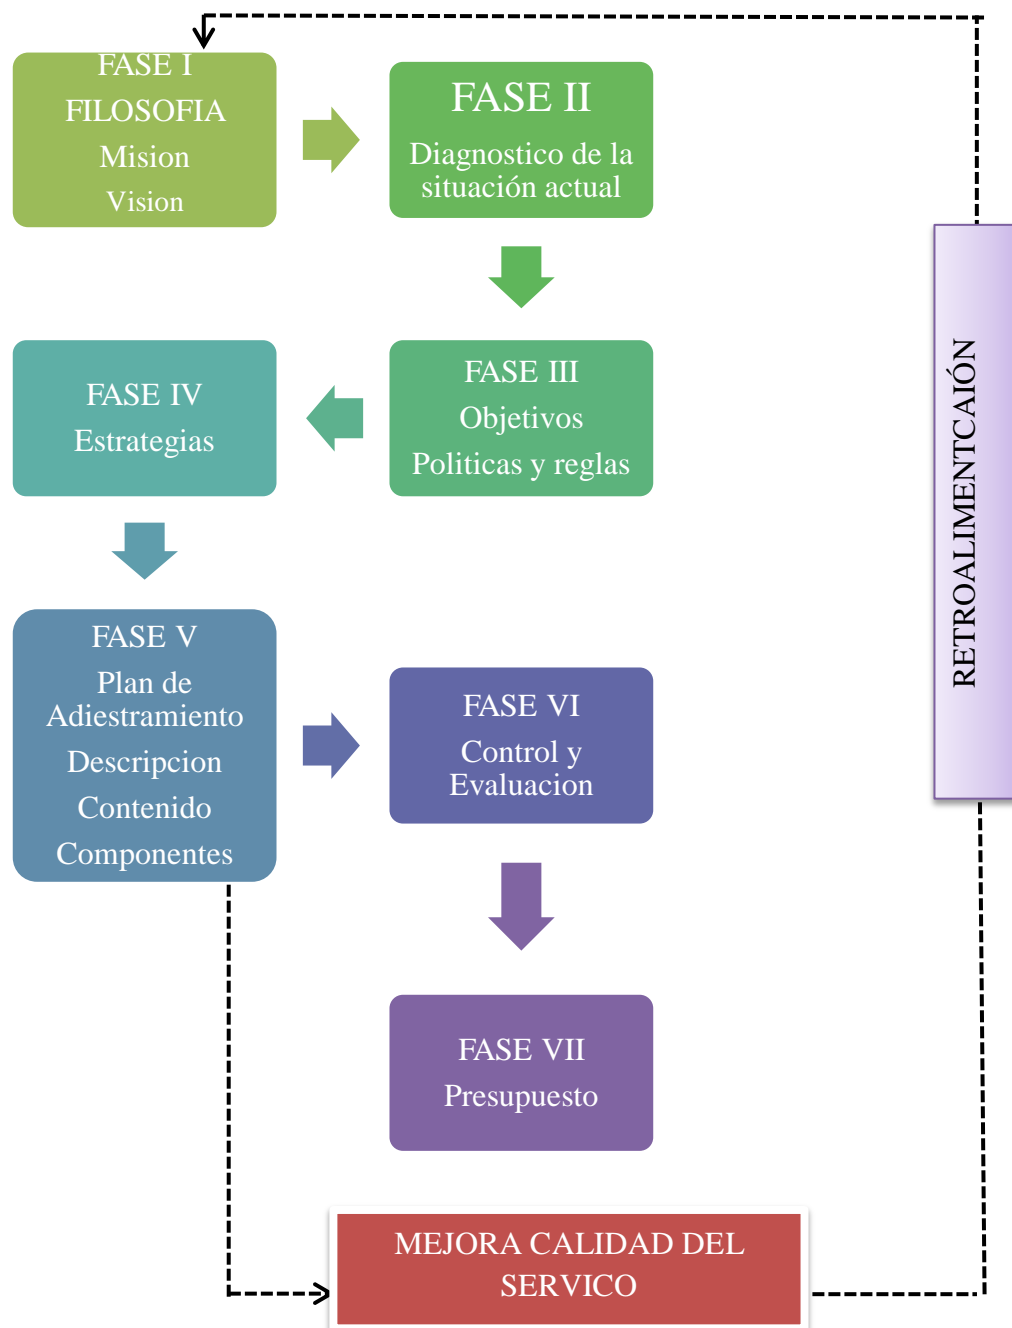 FASE I
FILOSOFIA
Mision
Vision
FASE II
Diagnostico de la
situación actual
FASE III
Objetivos
Politicas y reglas
FASE IV
Estrategias
FASE V
Plan de
Adiestramiento
Descripcion
Contenido
Componentes
FASE VI
Control y
Evaluacion
FASE VII
Presupuesto
MEJORA CALIDAD DEL
SERVICO
RETROALIMENTCAIÓN